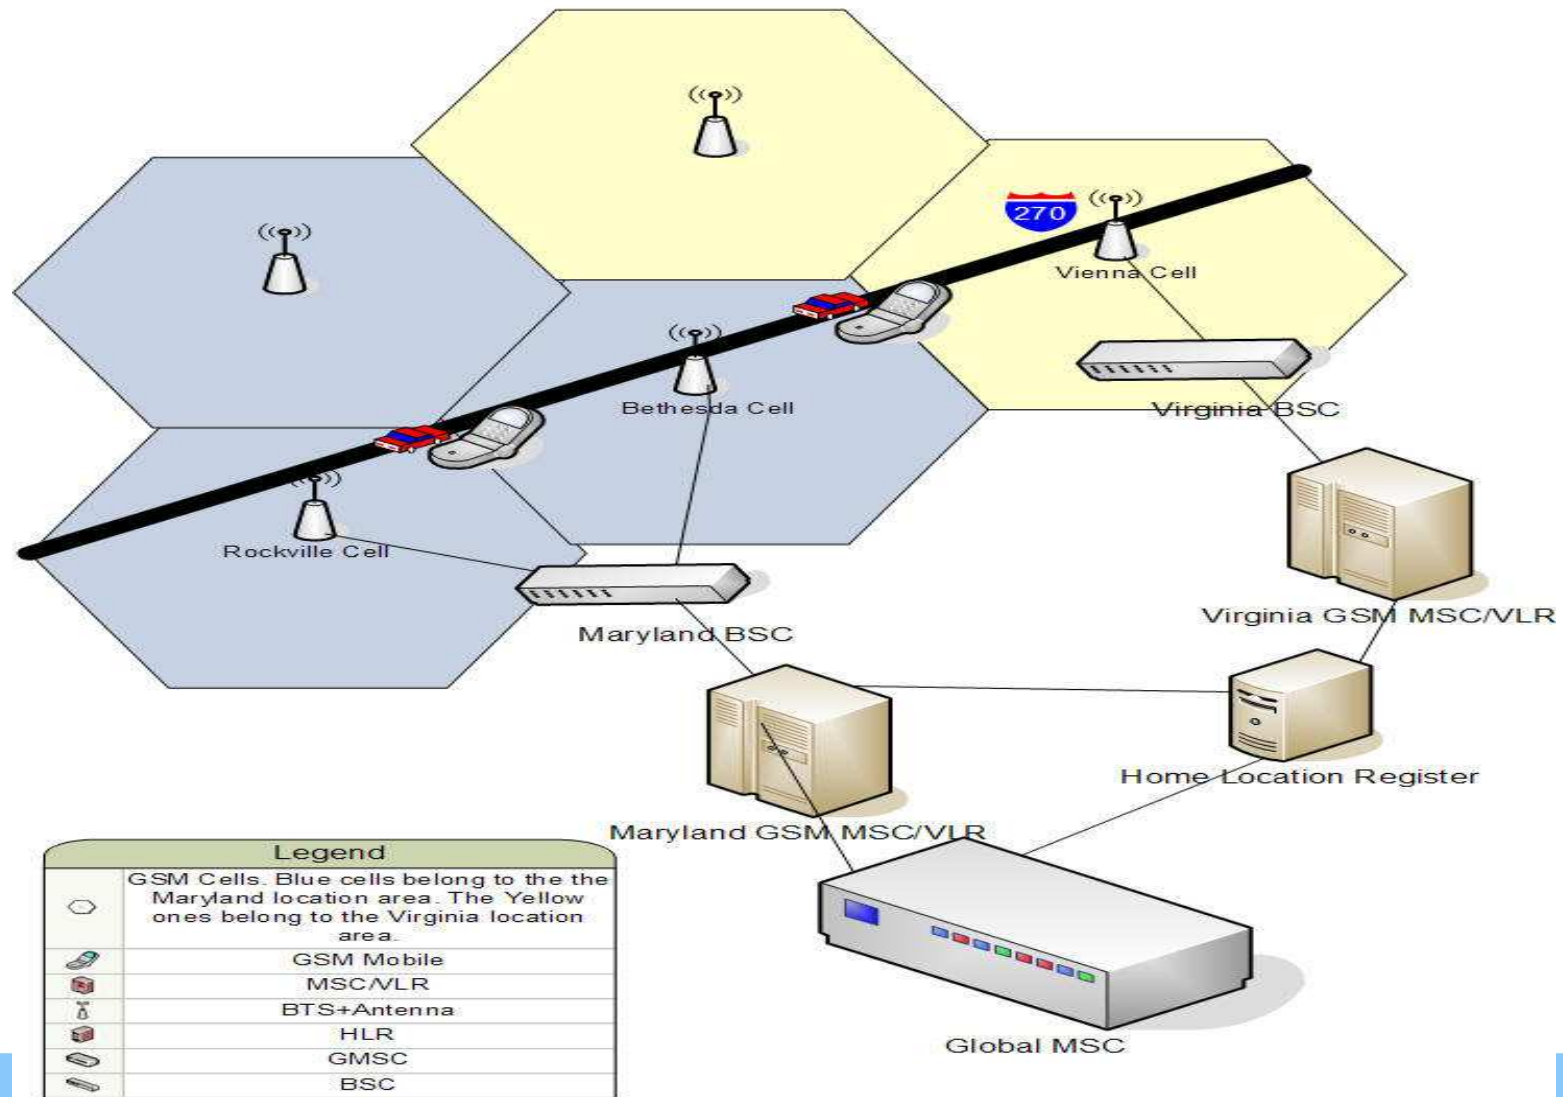 270
Vienna Cell
Bethesda Cell
Virginia BSC
Rockville Cell
Virginia GSM MSC/VLR
Maryland BSC
Home Location Register
Maryland GSM MSC/VLR
Global MSC
Legend
GSM Cells. Blue cells belong to the the
Maryland location area. The Yellow
ones belong to the Virginia location
area.
GSM Mobile
MSC/VLR
BTS+Antenna
HLR
GMSC
BSC